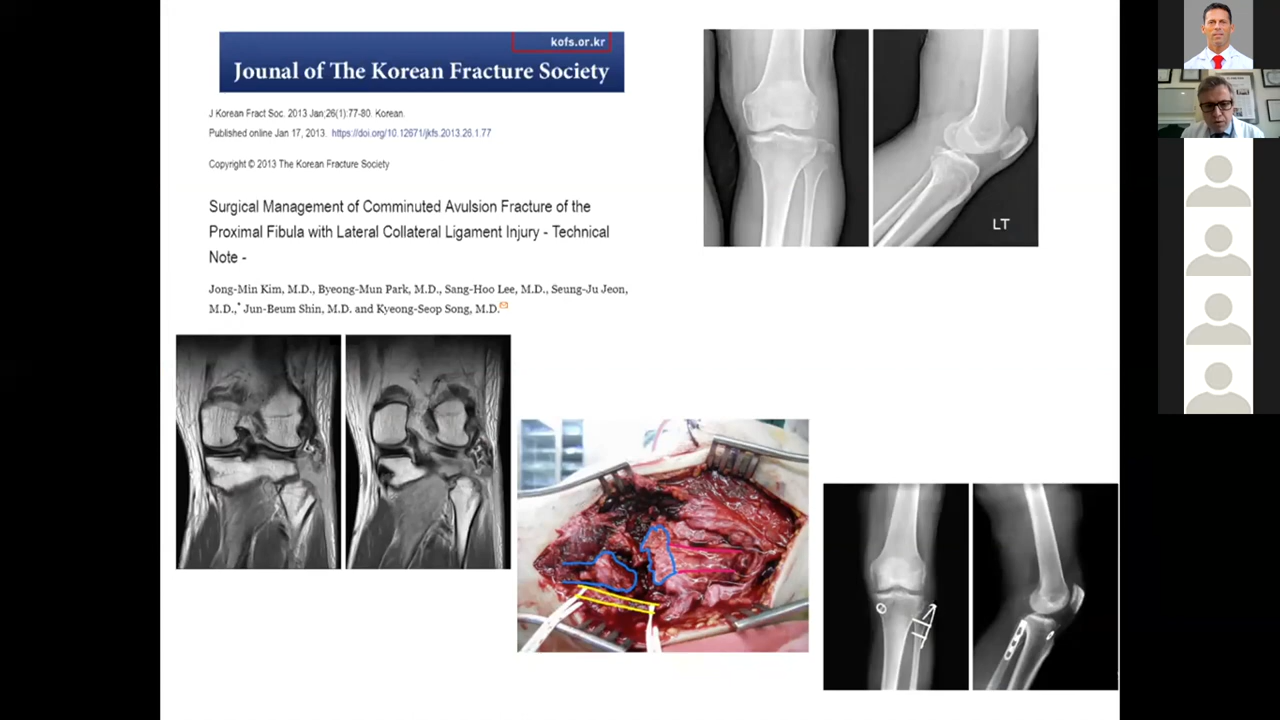 kofs.or.kr
Jounal of The Korean Fracture Society
J Korean Fract Soc. 2013 Jan;26(1):77-80. Korean.
Published online Jan 17, 2013. https://doi.org/10.12671/jkfs.2013.26.1.77
Copyright © 2013 The Korean Fracture Society
Surgical Management of Comminuted Avulsion Fracture of the
Proximal Fibula with Lateral Collateral Ligament Injury - Technical
Note -
Jong-Min Kim, M.D., Byeong-Mun Park, M.D., Sang-Hoo Lee, M.D., Seung-Ju Jeon,
M.D.,* Jun-Beum Shin, M.D. and Kyeong-Seop Song, M.D.
LT